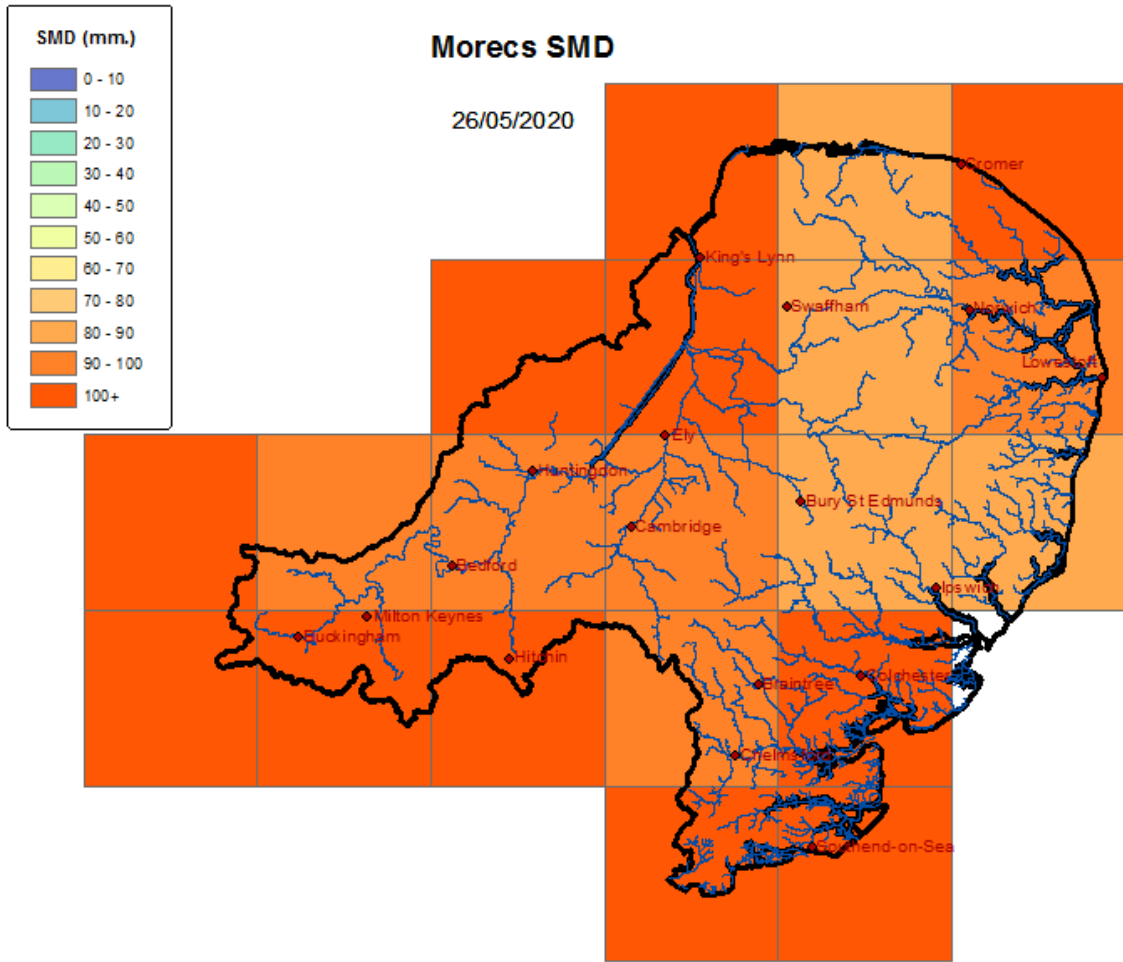 SMD (mm.)
0 - 10
10 - 20
20 - 30
30 - 40
40 - 50
50 - 60
60 - 70
70 - 80
80 - 90
90 - 100
100+
Morecs SMD
26/05/2020
Cromer
King's Lynn
Swaffham
Norwich
Lowestoft
Ely
Huntingdon
Bury St Edmunds
Cambridge
Bedford
Ipswich
Milton Keynes
Buckingham
Hitchin
Colchester
Braintree
Chelmsford
Southend-on-Sea